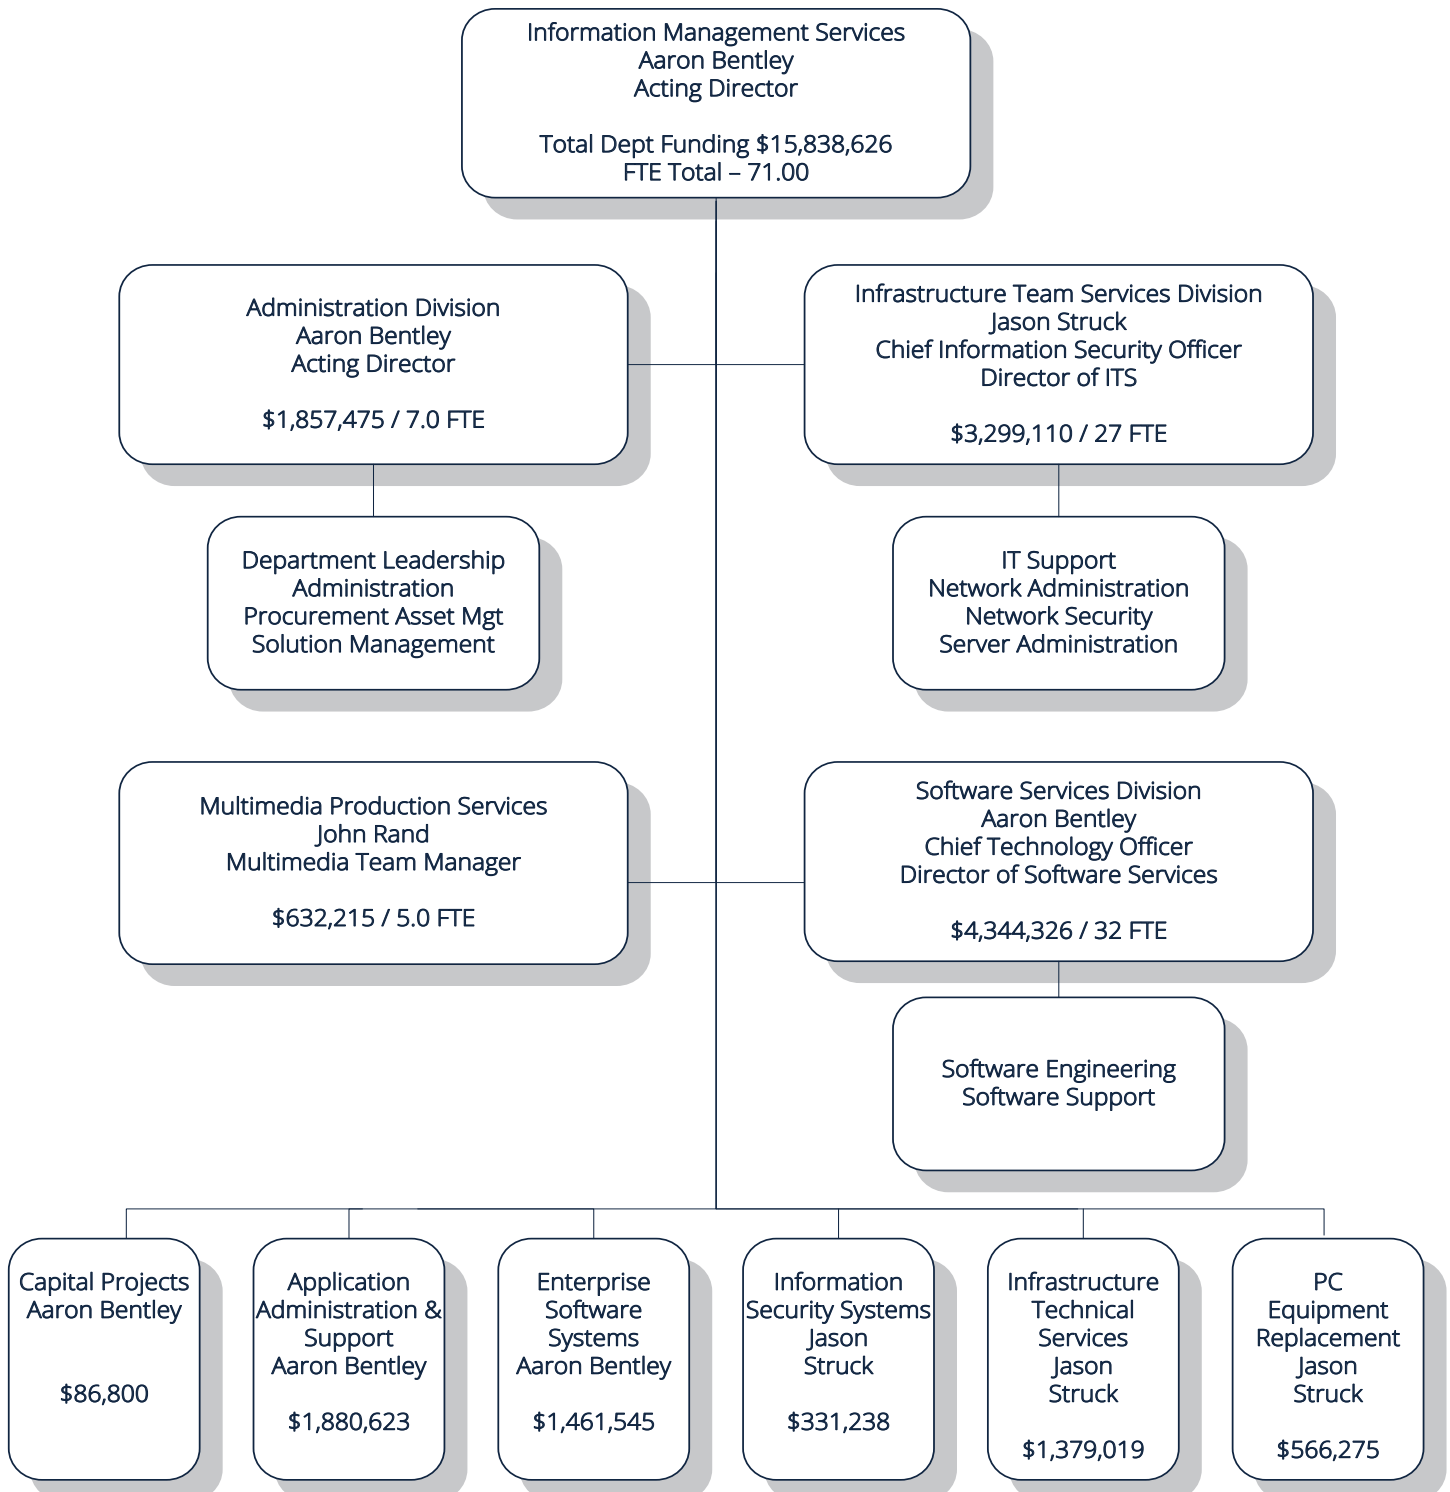 Information Management Services
Aaron Bentley
Acting Director
Total Dept Funding $15,838,626
FTE Total – 71.00
Administration Division
Aaron Bentley
Acting Director
$1,857,475 / 7.0 FTE
Infrastructure Team Services Division
Jason Struck
Chief Information Security Officer
Director of ITS
$3,299,110 / 27 FTE
Department Leadership
Administration
Procurement Asset Mgt
Solution Management
IT Support
Network Administration
Network Security
Server Administration
Multimedia Production Services
John Rand
Multimedia Team Manager
$632,215 / 5.0 FTE
Software Services Division
Aaron Bentley
Chief Technology Officer
Director of Software Services
$4,344,326 / 32 FTE
Software Engineering
Software Support
Capital Projects
Aaron Bentley
$86,800
Application
Administration &
Support
Aaron Bentley
$1,880,623
Enterprise
Software
Systems
Aaron Bentley
$1,461,545
Information
Security Systems
Jason
Struck
$331,238
Infrastructure
Technical
Services
Jason
Struck
$1,379,019
PC
Equipment
Replacement
Jason
Struck
$566,275